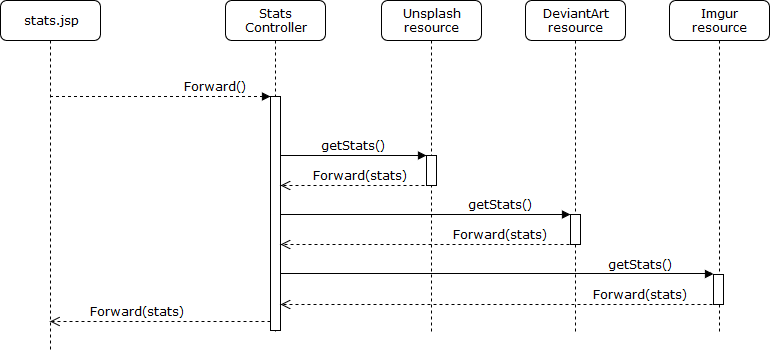 stats.jsp
Stats
Controller
Unsplash
resource
DeviantArt
resource
Imgur
resource
Forward()
getStats()
Forward(stats)
getStats()
Forward(stats)
getStats()
Forward(stats)
Forward(stats)